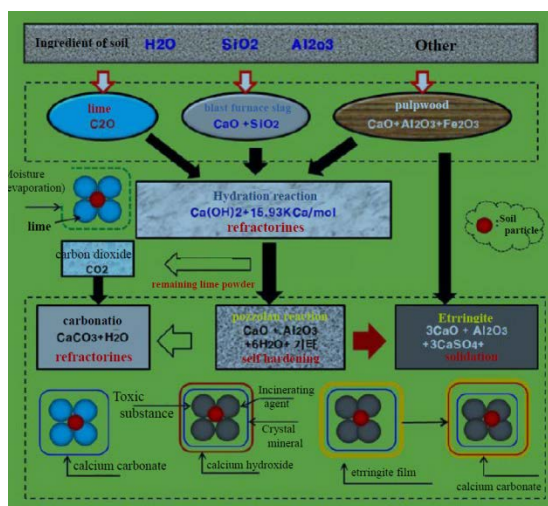 Ingredient of soil H2O SiO2 Al2o3 Other
lime
C2O
blast furnace slag
CaO +SiO2
pulpwood
CaO+Al2O3+Fe2O3
Moisture
evaporation)
lime
Hydration reaction
Ca(OH)2+15.93KCa/mol
refractorines
:Soil
particle
carbon dioxide
CO2
remaining lime powder
carbonatio
CaCO3+H2O
refractorines
pozzolan reaction
CaO + Al2O3
+6H2O+ 기타
self hardening
Etrringite
3CaO + Al2O3
+3CaSO4+
solidation
Toxic
substance
Incinerating
agent
Crystal
mineral
calcium carbonate
calcium hydroxide
etrringite film
calcium carbonate